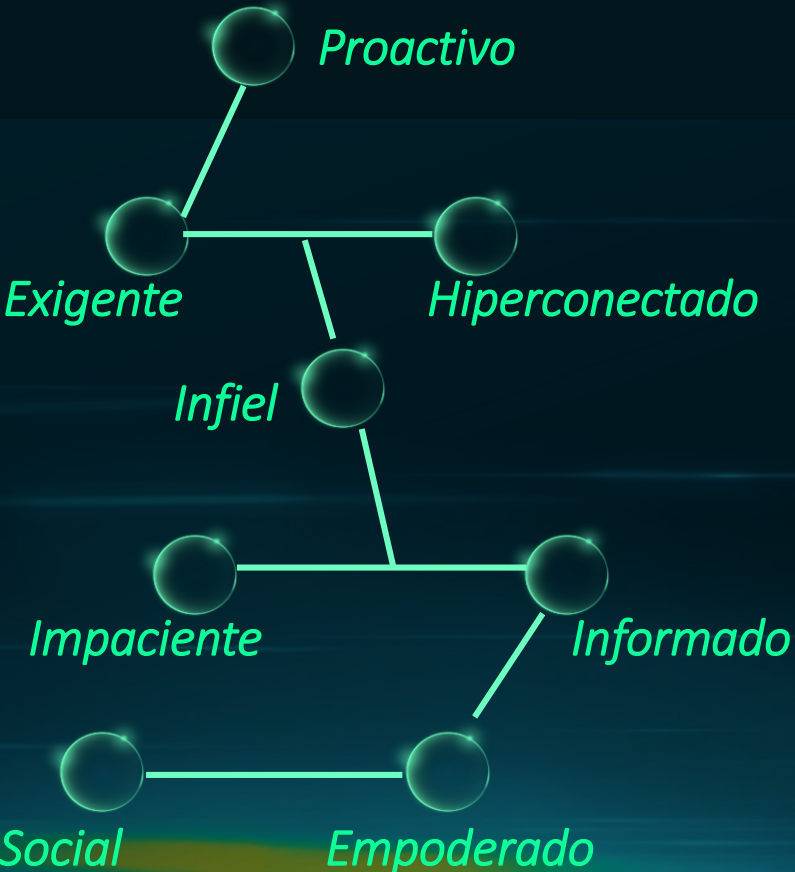 Proactivo
Exigente
Hiperconectado
Infiel
Impaciente
Informado
Social
Empoderado